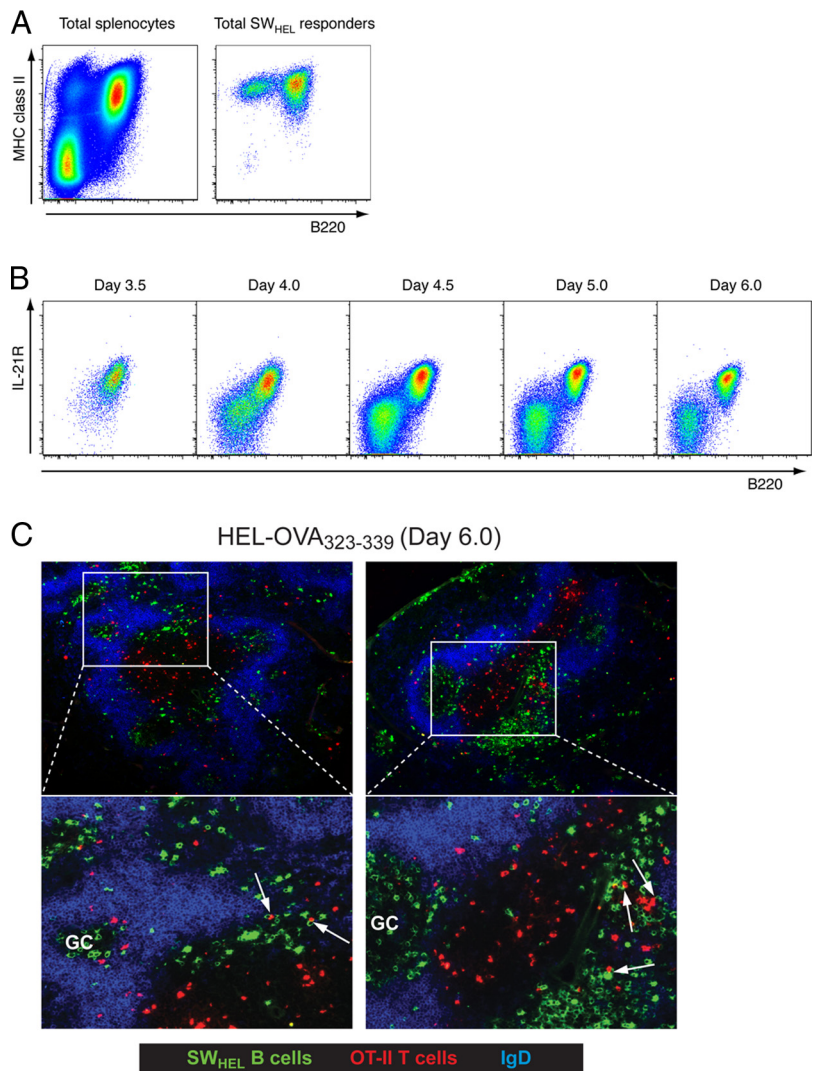 A
Total splenocytes
Total SWHEL responders
MHC class II
B220
B
Day 3.5
Day 4.0
Day 4.5
Day 5.0
Day 6.0
IL-21R
B220
C
HEL-OVA323-339 (Day 6.0)
GC
GC
SWHEL B cells OT-II T cells IgD